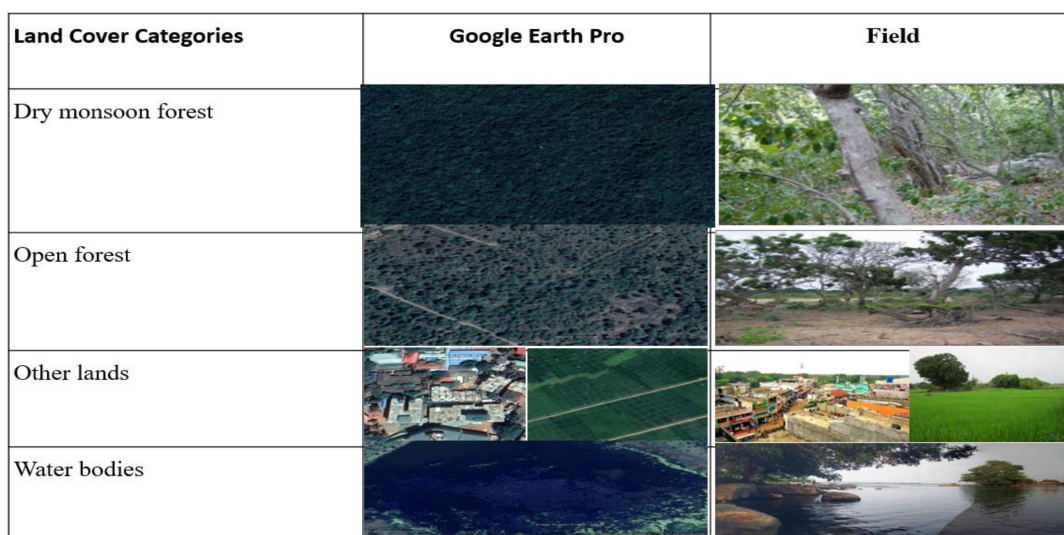 Land Cover Categories
Google Earth Pro
Field
Dry monsoon forest
Open forest
Other lands
Water bodies